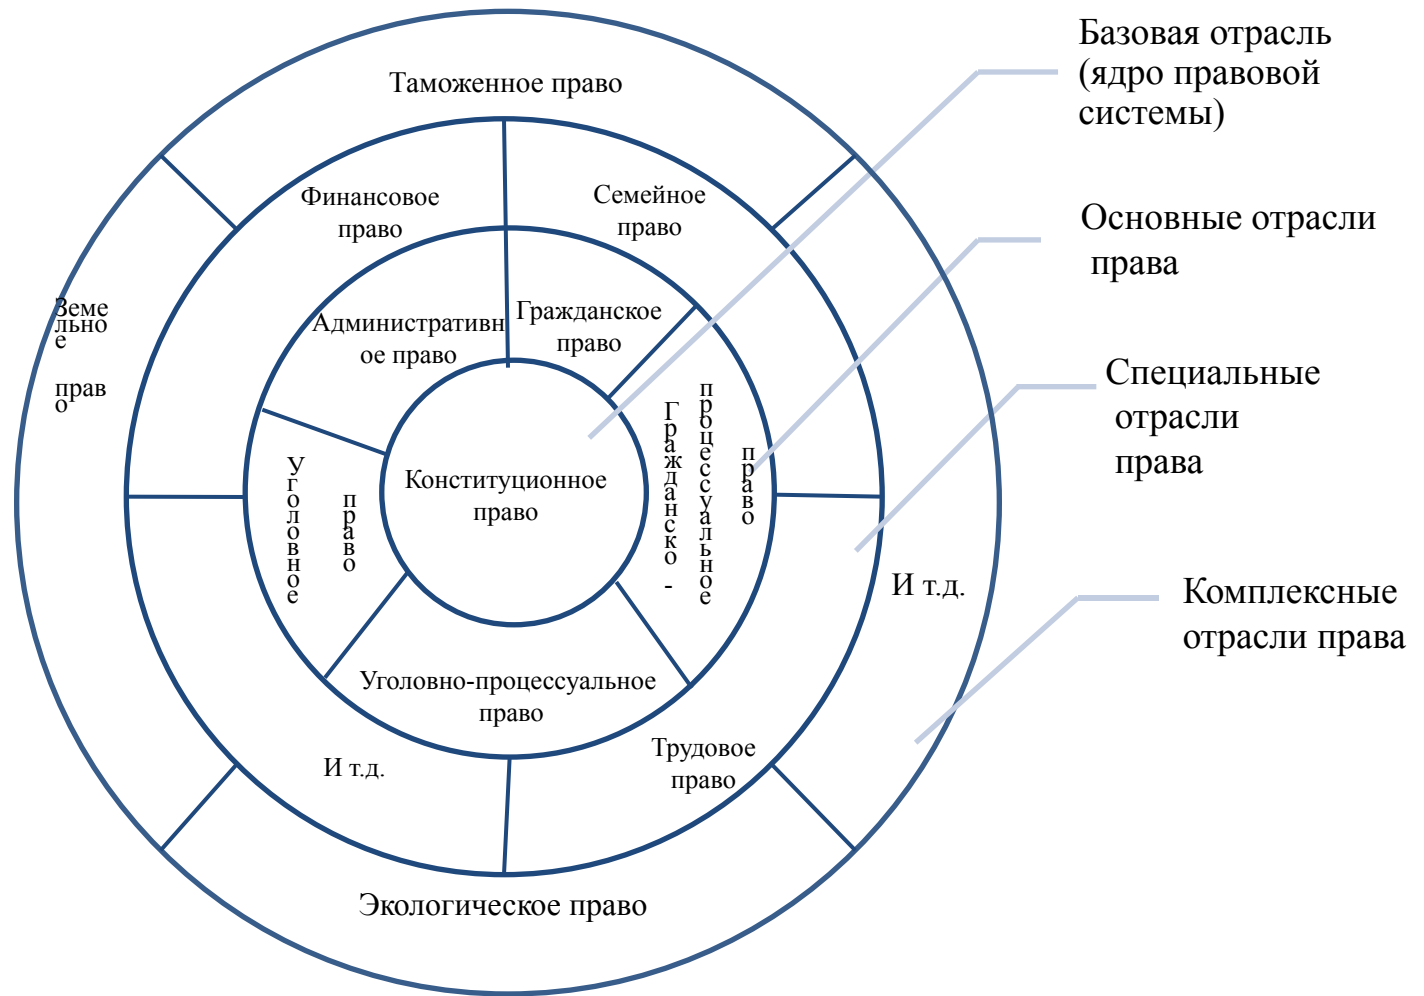 Таможенное право
Финансовое
право
Семейное
право
Земе
льно
е
прав
о
Административн
ое право
Гражданское
право
Уголовное
право
Конституционное
право
Гражданско-
процессуальное
право
Уголовно-процессуальное
право
И т.д.
Трудовое
право
И т.д.
Экологическое право
Базовая отрасль
(ядро правовой
системы)
Основные отрасли
права
Специальные
отрасли
права
Комплексные
отрасли права